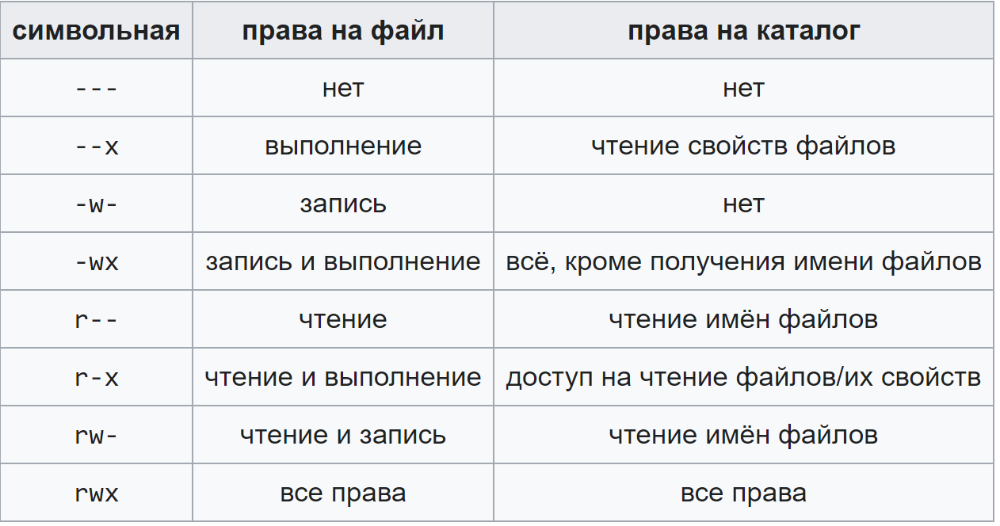 символьная права на файл права на каталог
--- нет нет
--x выполнение чтение свойств файлов
-w- запись нет
-wx запись и выполнение всё, кроме получения имени файлов
r-- чтение чтение имён файлов
r-x чтение и выполнение доступ на чтение файлов/их свойств
rw- чтение и запись чтение имён файлов
rwx все права все права